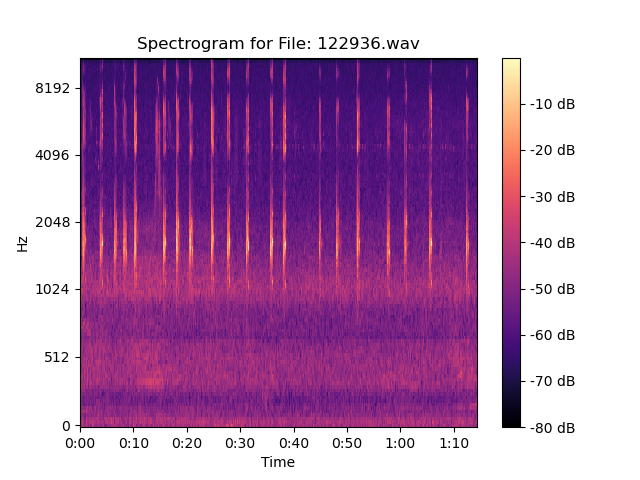 Spectrogram for File: 122936.wav
Hz
8192
4096
2048
1024
512
0
0:00 0:10 0:20 0:30 0:40 0:50 1:00 1:10
Time
-10 dB
-20 dB
-30 dB
-40 dB
-50 dB
-60 dB
-70 dB
-80 dB